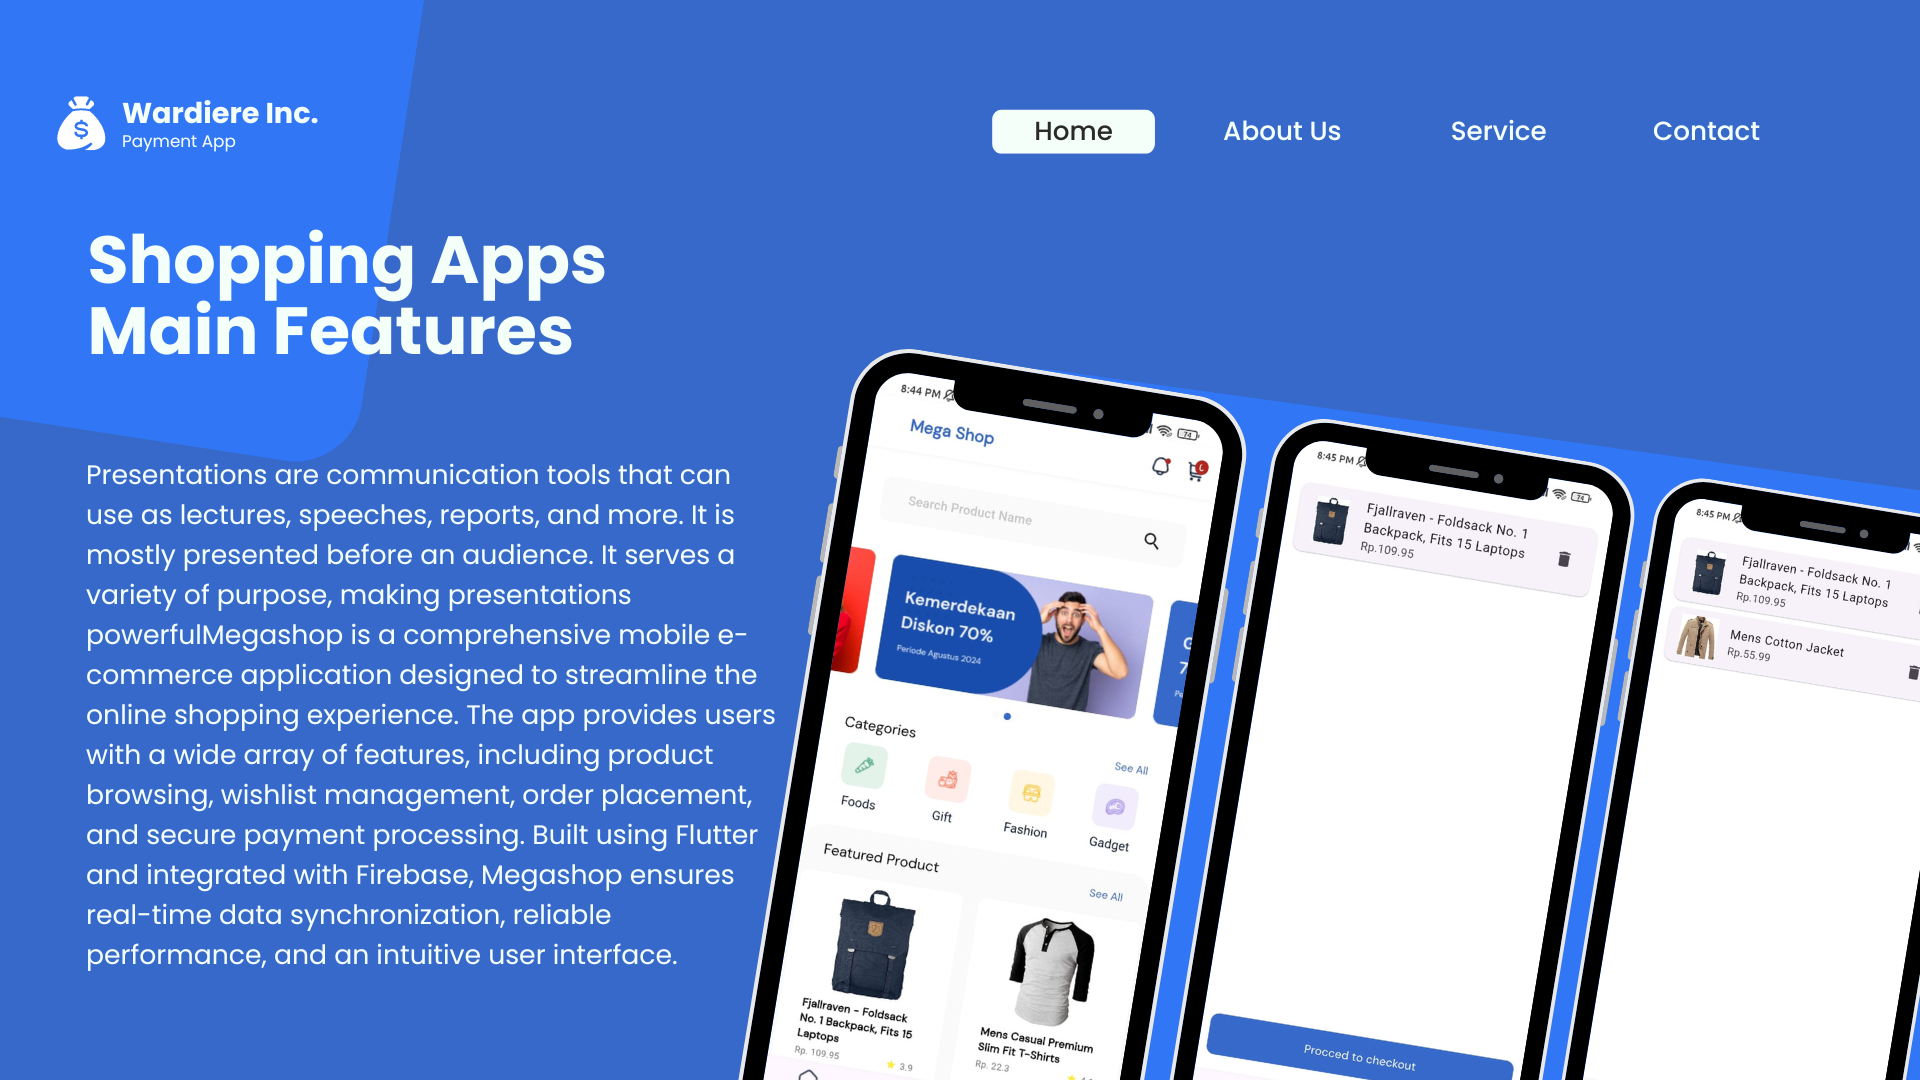 Wardiere Inc.
Payment App
Home
About Us
Service
Contact
Shopping Apps
Main Features
Presentations are communication tools that can
use as lectures, speeches, reports, and more. It is
mostly presented before an audience. It serves a
variety of purpose, making presentations
powerfulMegashop is a comprehensive mobile e-
commerce application designed to streamline the
online shopping experience. The app provides users
with a wide array of features, including product
browsing, wishlist management, order placement,
and secure payment processing. Built using Flutter
and integrated with Firebase, Megashop ensures
real-time data synchronization, reliable
performance, and an intuitive user interface.
8:44 PM
74
Mega Shop
Search Product Name
Kemerdekaan
Diskon 70%
Periode Agustus 2024
Categories
See All
Foods
Gift
Fashion
Gadget
Featured Product
See All
Fjallraven - Foldsack
No. 1 Backpack, Fits 15
Laptops
Rp. 109.95
3.9
Mens Casual Premium
Slim Fit T-Shirts
Rp. 22.3
8:45 PM
74
Fjallraven - Foldsack No. 1
Backpack, Fits 15 Laptops
Rp.109.95
Procced to checkout
8:45 PM
Fjallraven - Foldsack No. 1
Backpack, Fits 15 Laptops
Rp.109.95
Mens Cotton Jacket
Rp.55.99